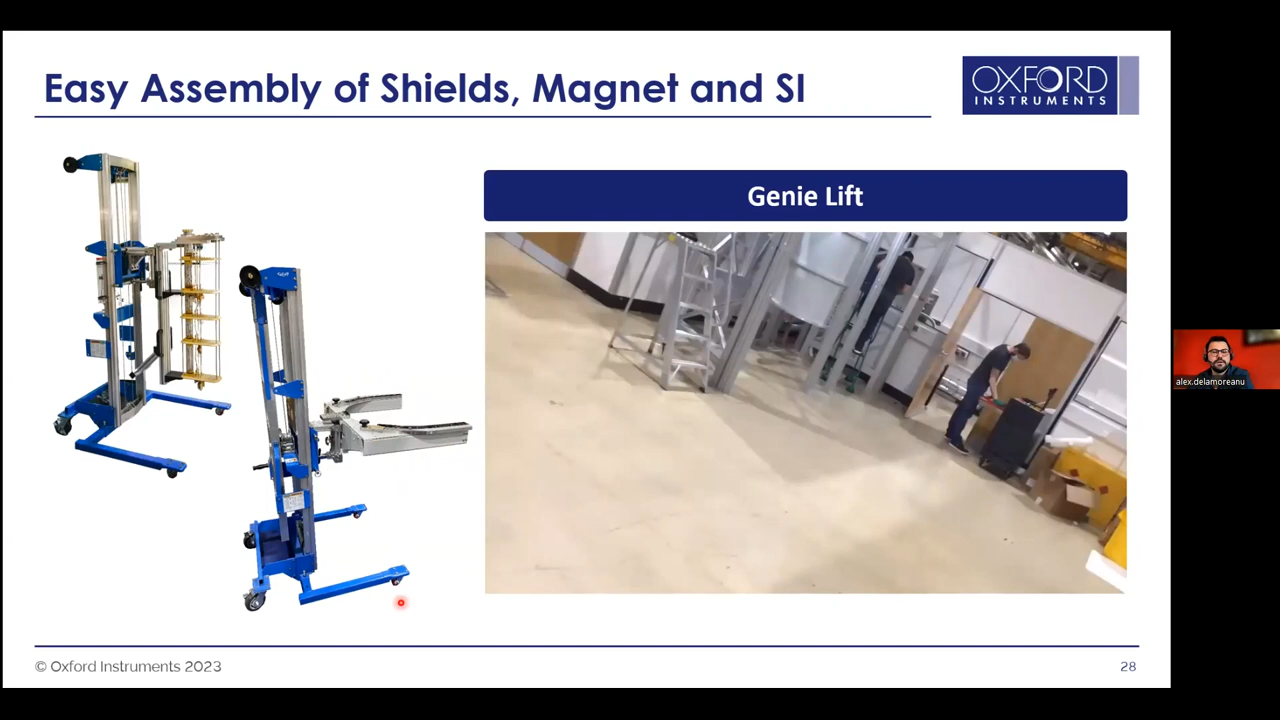 Easy Assembly of Shields, Magnet and SI
OXFORD
INSTRUMENTS
Genie Lift
alex.delamoreanu
© Oxford Instruments 2023
28